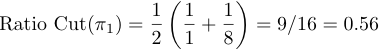 Ratio Cut(π₁) = 1/2 (1/1 + 1/8) = 9/16 = 0.56